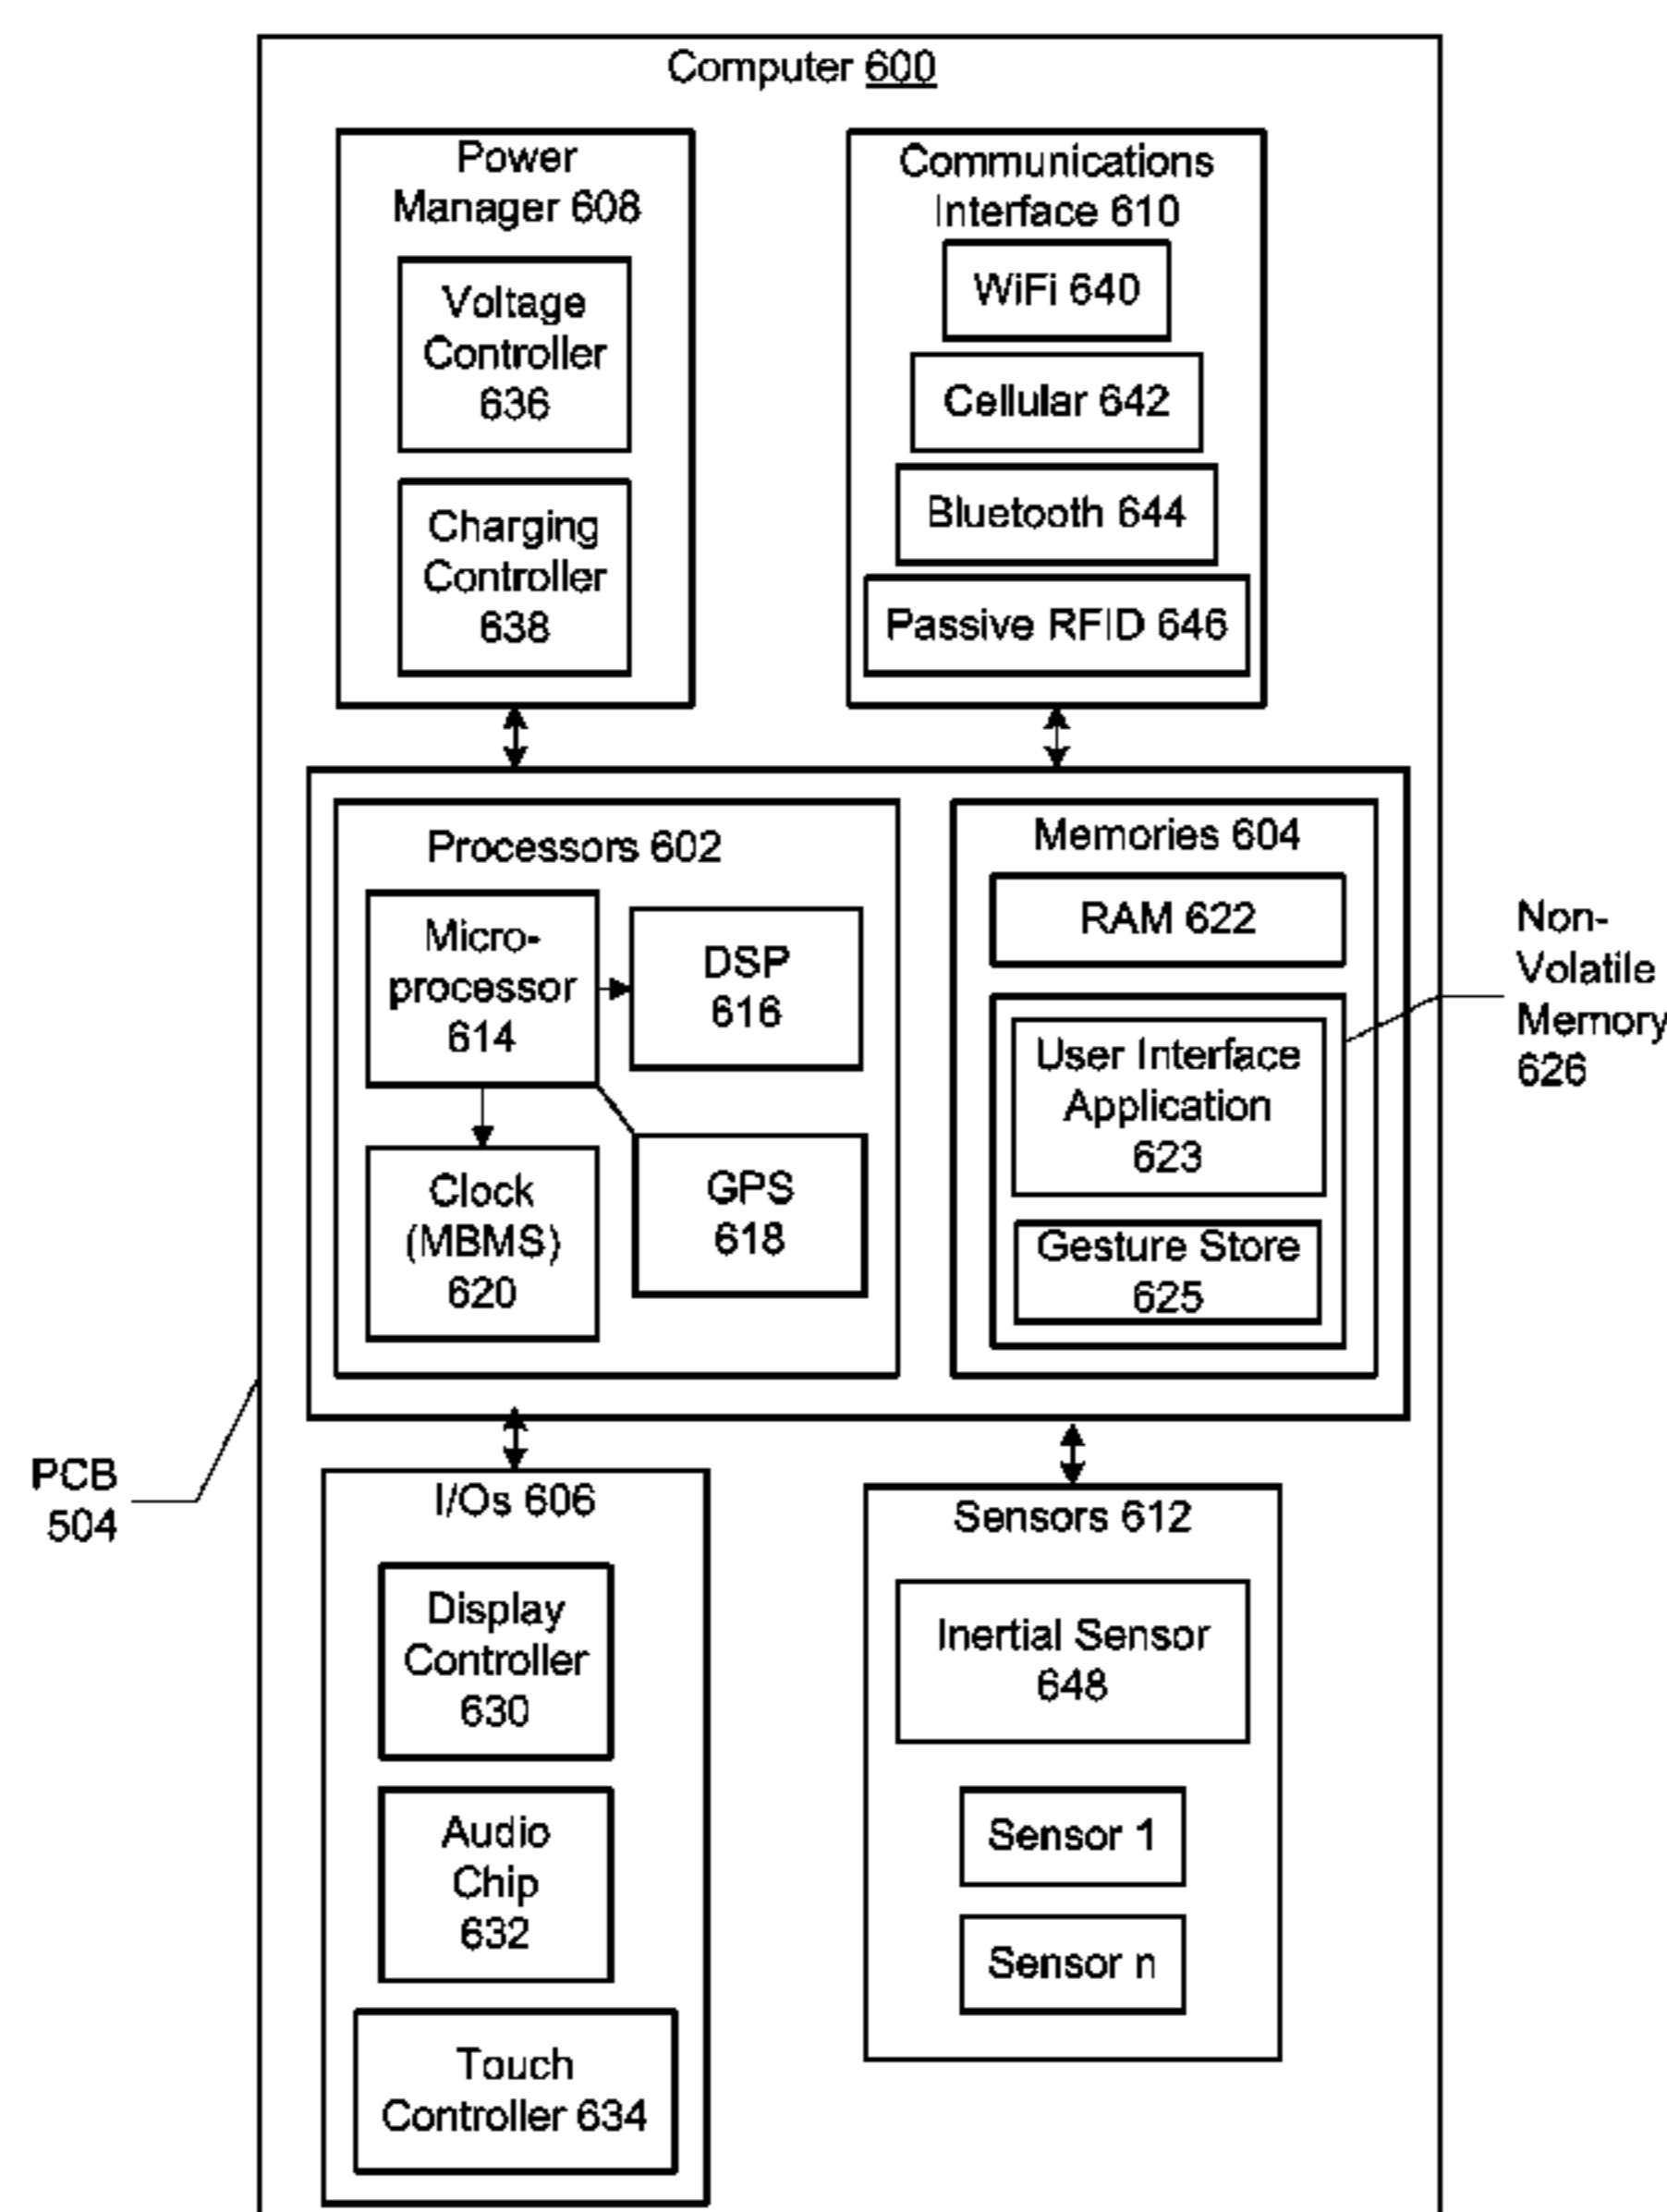 Computer 600
Power
Manager 608
Voltage
Controller
636
Charging
Controller
638
Communications
Interface 610
WiFi 640
Cellular 642
Bluetooth 644
Passive RFID 646
Processors 602
Micro-
processor
614
DSP
616
Clock
(MBMS)
620
GPS
618
Memories 604
RAM 622
User Interface
Application
623
Gesture Store
625
Non-
Volatile
Memory
626
PCB
504
I/Os 606
Display
Controller
630
Audio
Chip
632
Touch
Controller 634
Sensors 612
Inertial Sensor
648
Sensor 1
Sensor n